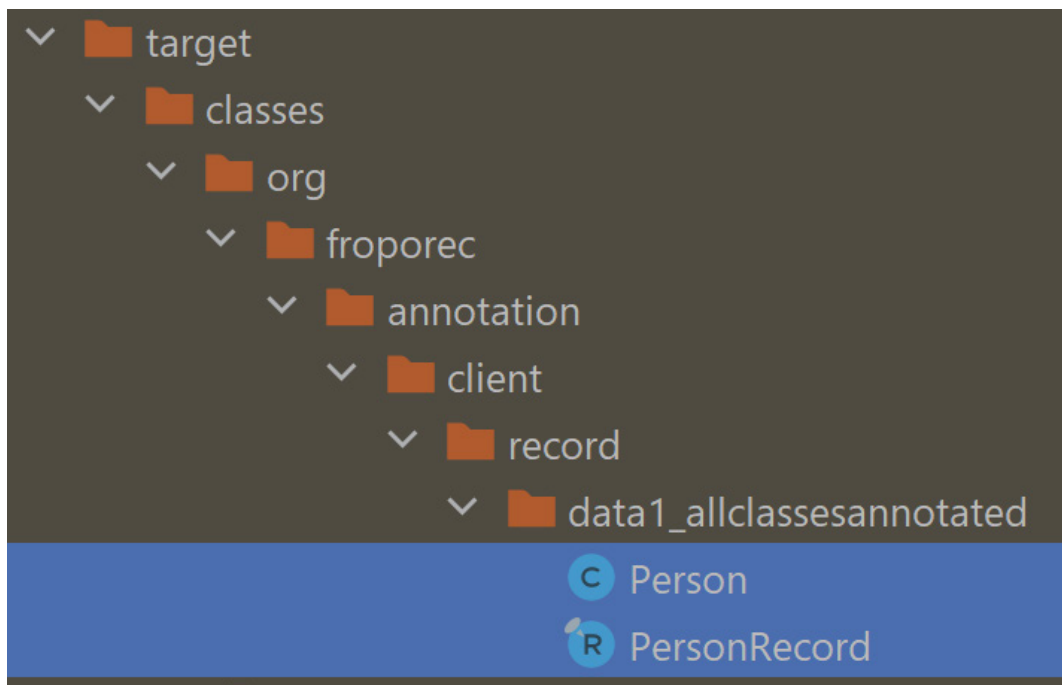 target
classes
org
froporec
annotation
client
record
data1_allclassesannotated
C Person
R PersonRecord